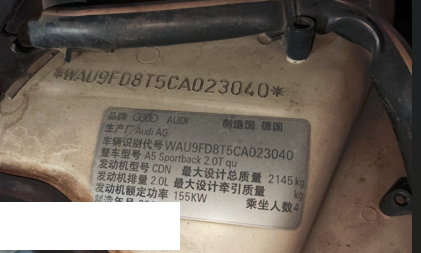 *WAU9FD8T5CA023040*
品牌 AUDI 制造国 德国
生产厂 Audi AG
车辆识别代号 WAU9FD8T5CA023040
整车型号 A5 Sportback 2.0T qu
发动机型号 CDN 最大设计总质量 2145 kg
发动机排量 2.0L 最大设计牵引质量 kg
发动机额定功率 155KW 乘坐人数 4